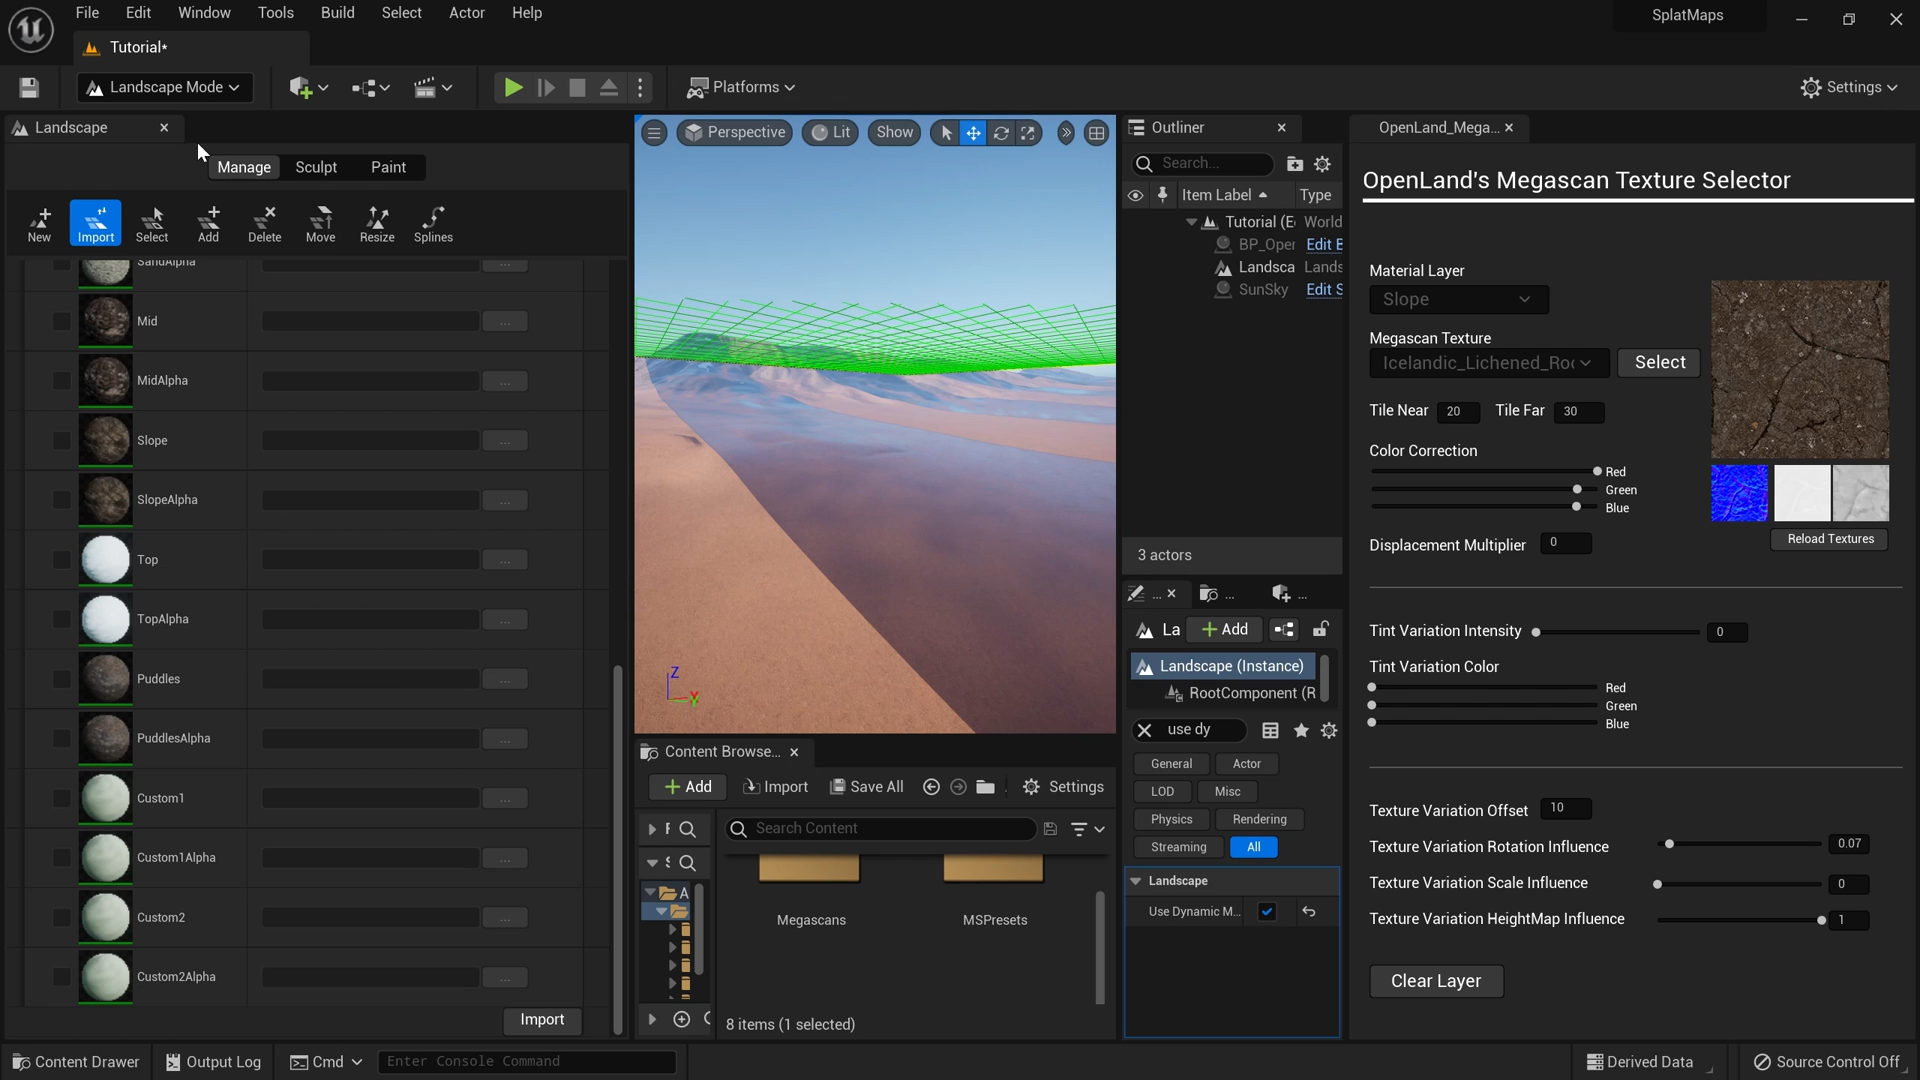 File Edit Window Tools Build Select Actor Help
SplatMaps
Tutorial*
Landscape Mode
Platforms
Settings
Landscape
Manage Sculpt Paint
New Import Select Add Delete Move Resize Splines
SandAlpha
...
Mid
...
MidAlpha
...
Slope
...
SlopeAlpha
...
Top
...
TopAlpha
...
Puddles
...
PuddlesAlpha
...
Custom1
...
Custom1Alpha
...
Custom2
...
Custom2Alpha
...
Import
Perspective Lit Show
Z
Y
Content Browse...
Add Import Save All Settings
Search Content
Megascans MSPresets
8 items (1 selected)
Outliner
Search...
Item Label Type
Tutorial (E World
BP_Oper Edit B
Landsca Lands
SunSky Edit S
3 actors
... ... ...
La Add
Landscape (Instance)
RootComponent (R
use dy
General Actor
LOD Misc
Physics Rendering
Streaming All
Landscape
Use Dynamic M...
OpenLand_Mega...
OpenLand's Megascan Texture Selector
Material Layer
Slope
Megascan Texture
Icelandic_Lichened_Roc Select
Tile Near 20 Tile Far 30
Color Correction
Red
Green
Blue
Displacement Multiplier 0
Reload Textures
Tint Variation Intensity 0
Tint Variation Color
Red
Green
Blue
Texture Variation Offset 10
Texture Variation Rotation Influence 0.07
Texture Variation Scale Influence 0
Texture Variation HeightMap Influence 1
Clear Layer
Content Drawer Output Log Cmd Enter Console Command Derived Data Source Control Off